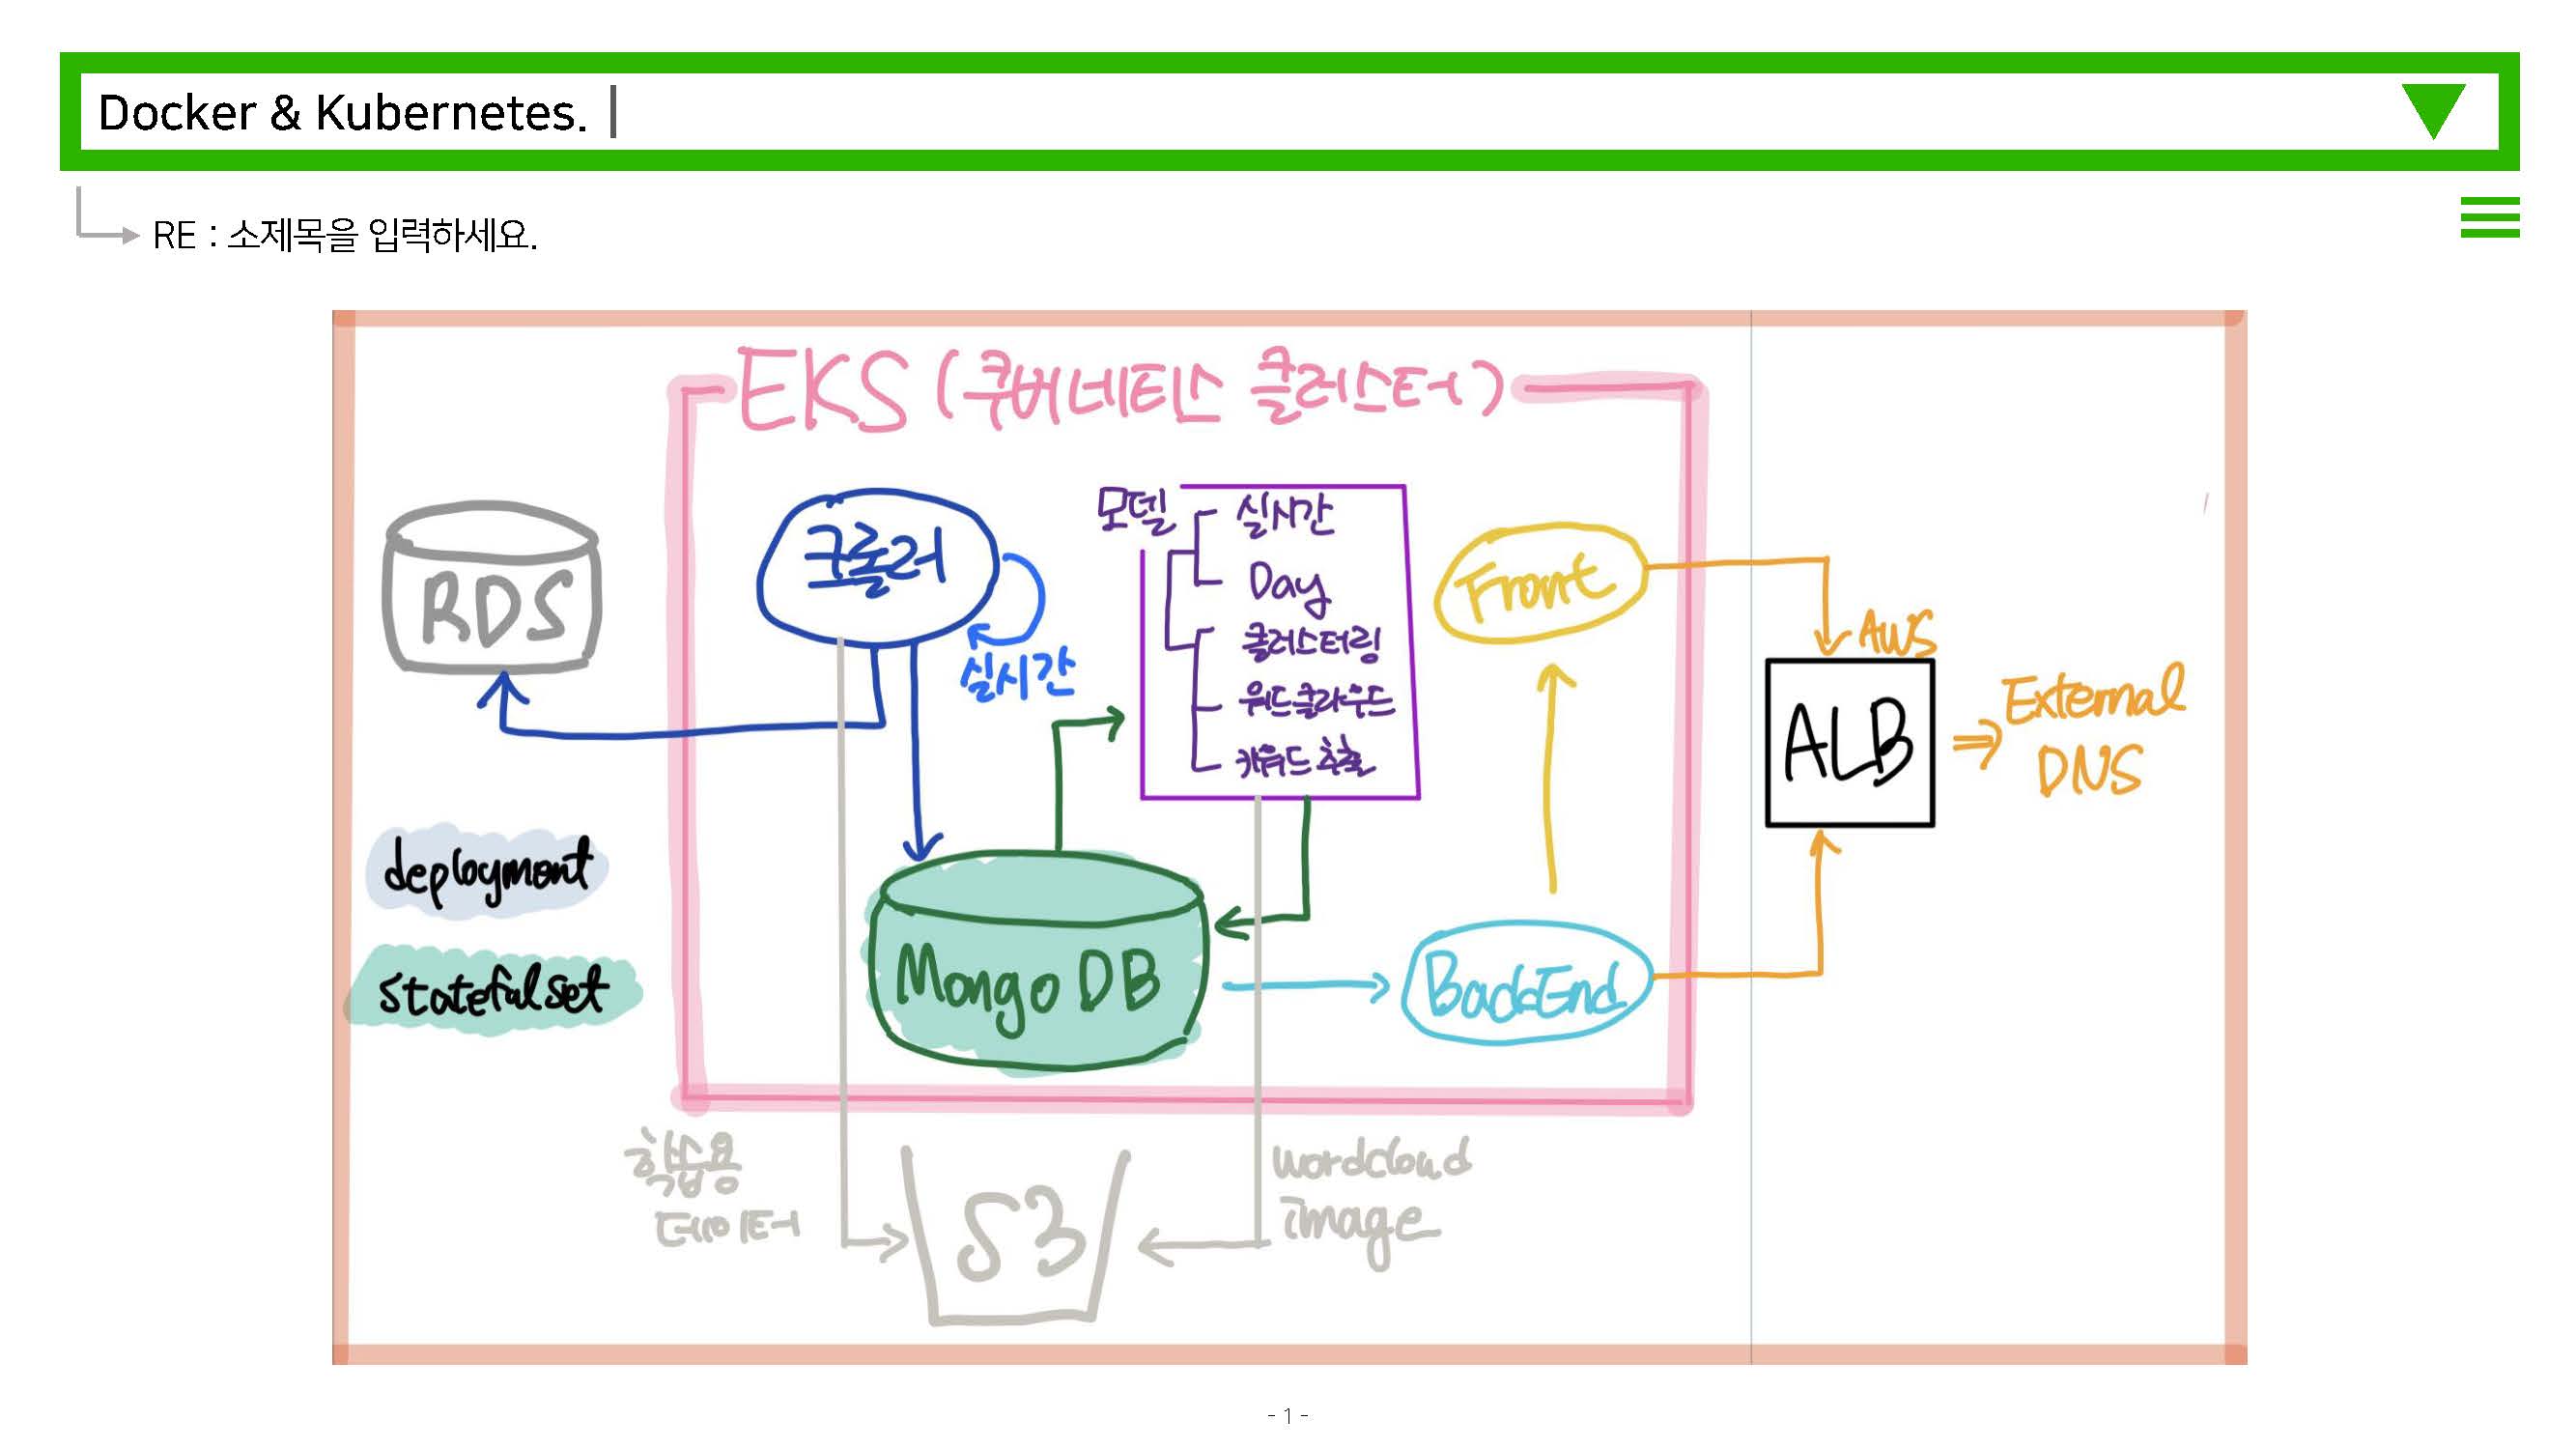 Docker & Kubernetes.
RE : 소제목을 입력하세요.
EKS (쿠버네티스 클러스터)
RDS
크롤러
실시간
모델
실시간
Day
클러스터링
워드클라우드
키워드 추출
Front
AWS
ALB
External
DNS
deployment
statefulset
Mongo DB
BackEnd
학습용
데이터
S3
wordcloud
image
- 1 -